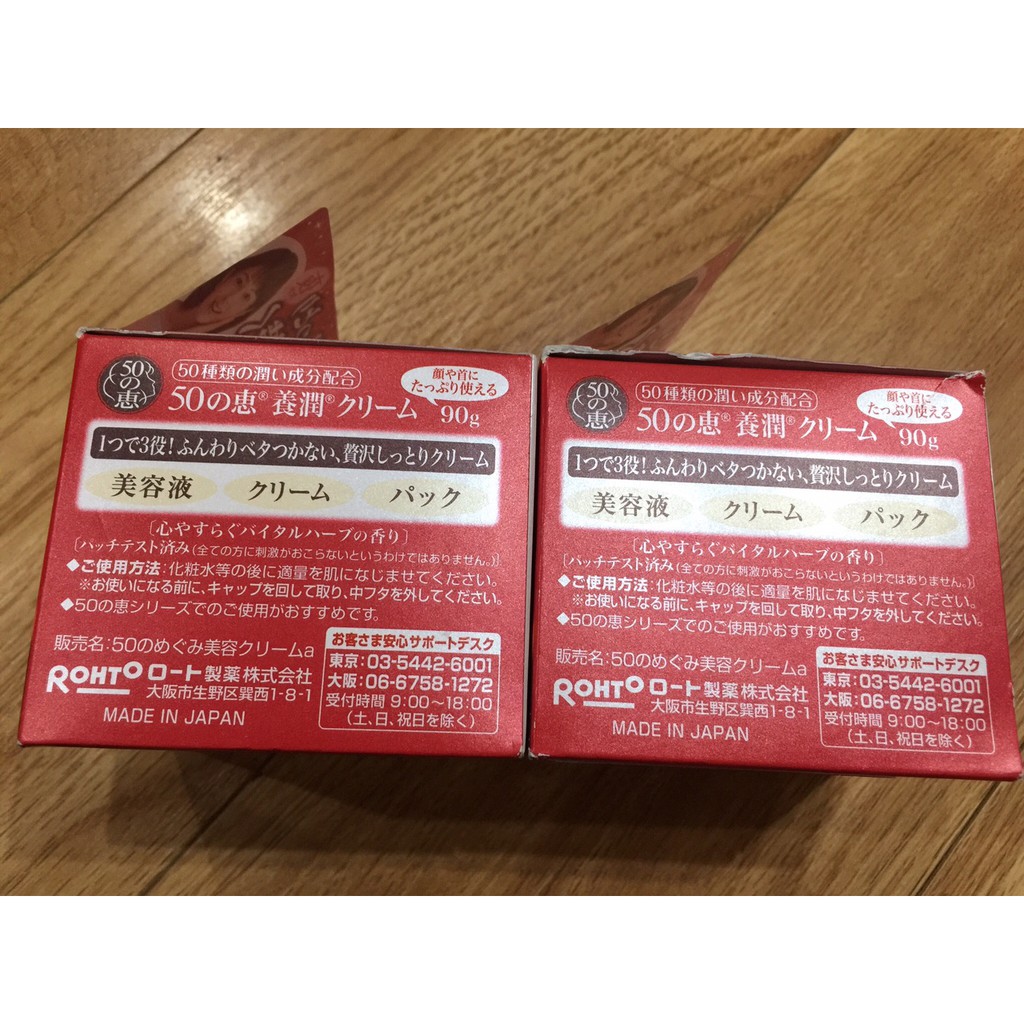 50の恵
50種類の潤い成分配合
顔や首に
たっぷり使える
50の恵®養潤®クリーム 90g
1つで3役!ふんわりベタつかない、贅沢しっとりクリーム
美容液 クリーム パック
〔心やすらぐバイタルハーブの香り〕
〔パッチテスト済み(全ての方に刺激がおこらないというわけではありません。)〕
◆ご使用方法:化粧水等の後に適量を肌になじませてください。
※お使いになる前に、キャップを回して取り、中フタを外してください。
◆50の恵シリーズでのご使用がおすすめです。
販売名:50のめぐみ美容クリームa
ROHTO ロート製薬株式会社
大阪市生野区巽西1-8-1
MADE IN JAPAN
お客さま安心サポートデスク
東京:03-5442-6001
大阪:06-6758-1272
受付時間 9:00~18:00
(土、日、祝日を除く)
50の恵
50種類の潤い成分配合
顔や首に
たっぷり使える
50の恵®養潤®クリーム 90g
1つで3役!ふんわりベタつかない、贅沢しっとりクリーム
美容液 クリーム パック
〔心やすらぐバイタルハーブの香り〕
〔パッチテスト済み(全ての方に刺激がおこらないというわけではありません。)〕
◆ご使用方法:化粧水等の後に適量を肌になじませてください。
※お使いになる前に、キャップを回して取り、中フタを外してください。
◆50の恵シリーズでのご使用がおすすめです。
販売名:50のめぐみ美容クリームa
ROHTO ロート製薬株式会社
大阪市生野区巽西1-8-1
MADE IN JAPAN
お客さま安心サポートデスク
東京:03-5442-6001
大阪:06-6758-1272
受付時間 9:00~18:00
(土、日、祝日を除く)